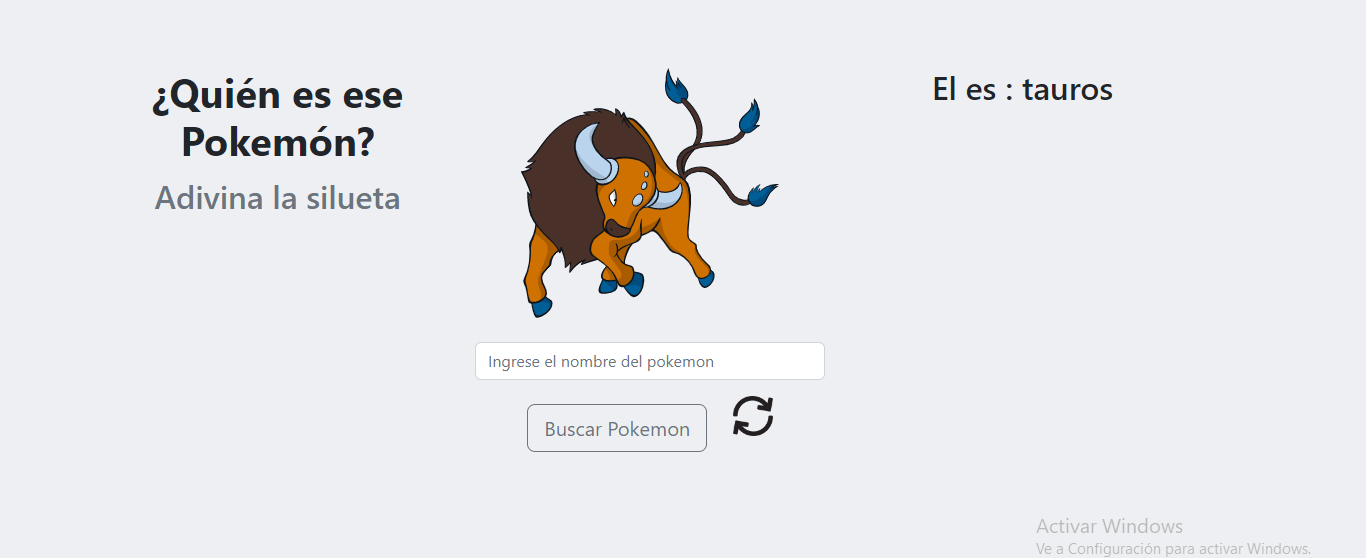 ¿Quién es ese
Pokemón?
Adivina la silueta
El es : tauros
Ingrese el nombre del pokemon
Buscar Pokemon
Activar Windows
Ve a Configuración para activar Windows.